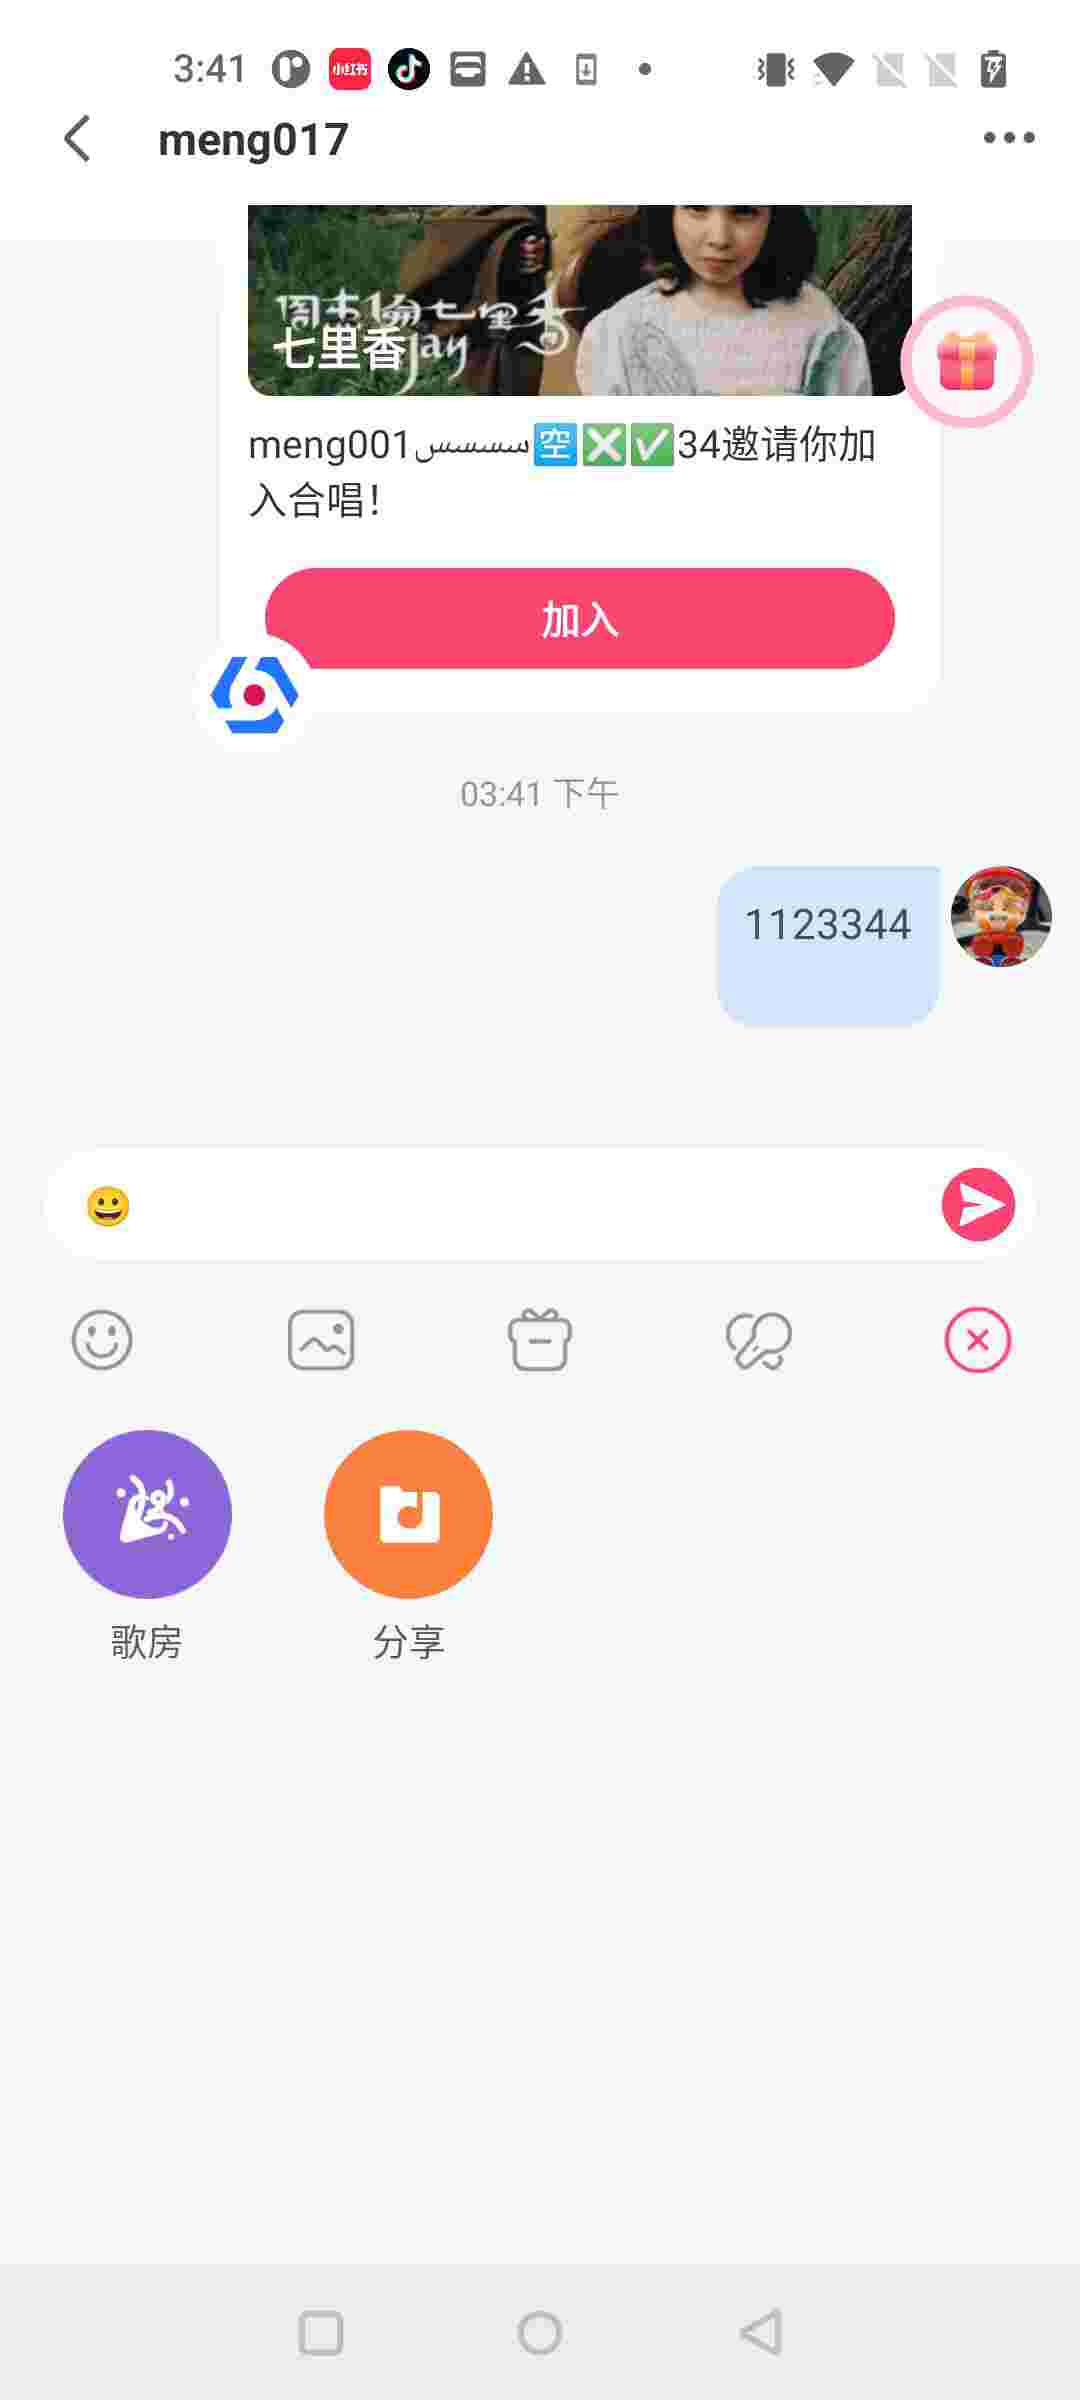 3:41
小红书
meng017
周杰倫七里香
七里香
jay
meng001سسسسس🈳❎✅34邀请你加
入合唱!
加入
03:41 下午
1123344
😀
歌房
分享